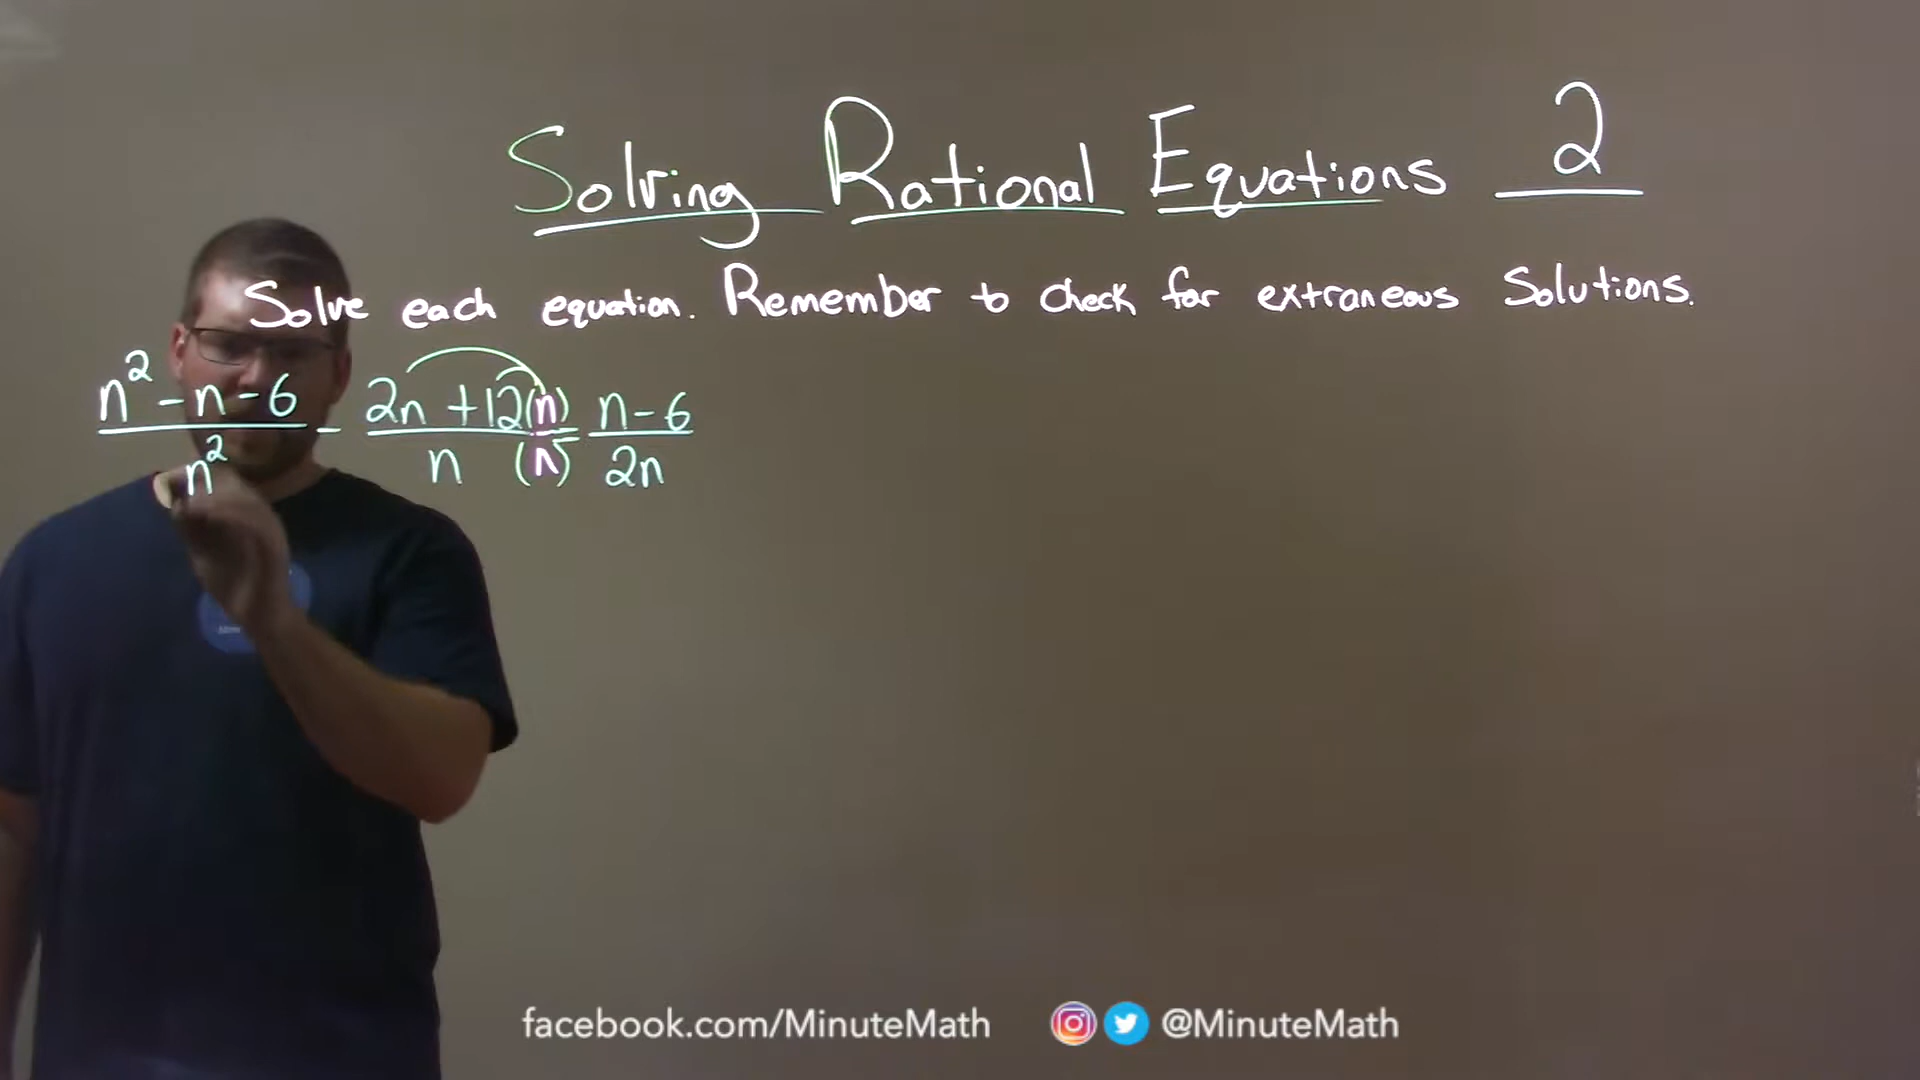 Solving Rational Equations 2
Solve each equation. Remember to check for extraneous Solutions.
n² - n - 6 / n² - 2n + 12(n) / n (n) = n - 6 / 2n
facebook.com/MinuteMath @MinuteMath